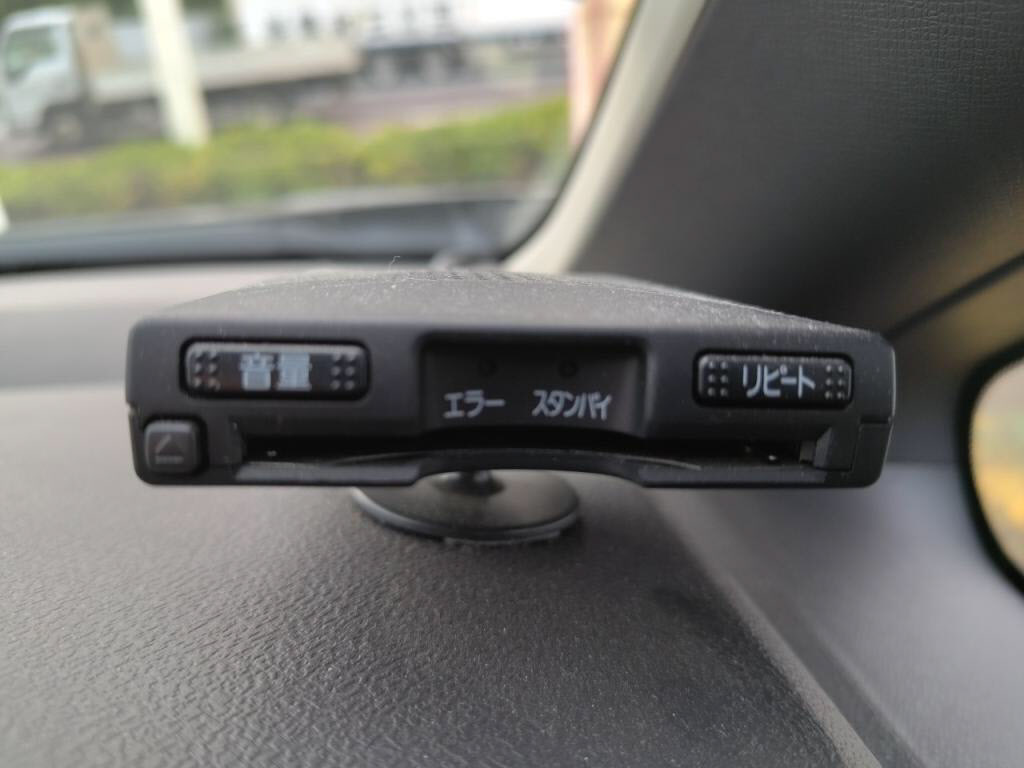 音量
エラー スタンバイ
リピート